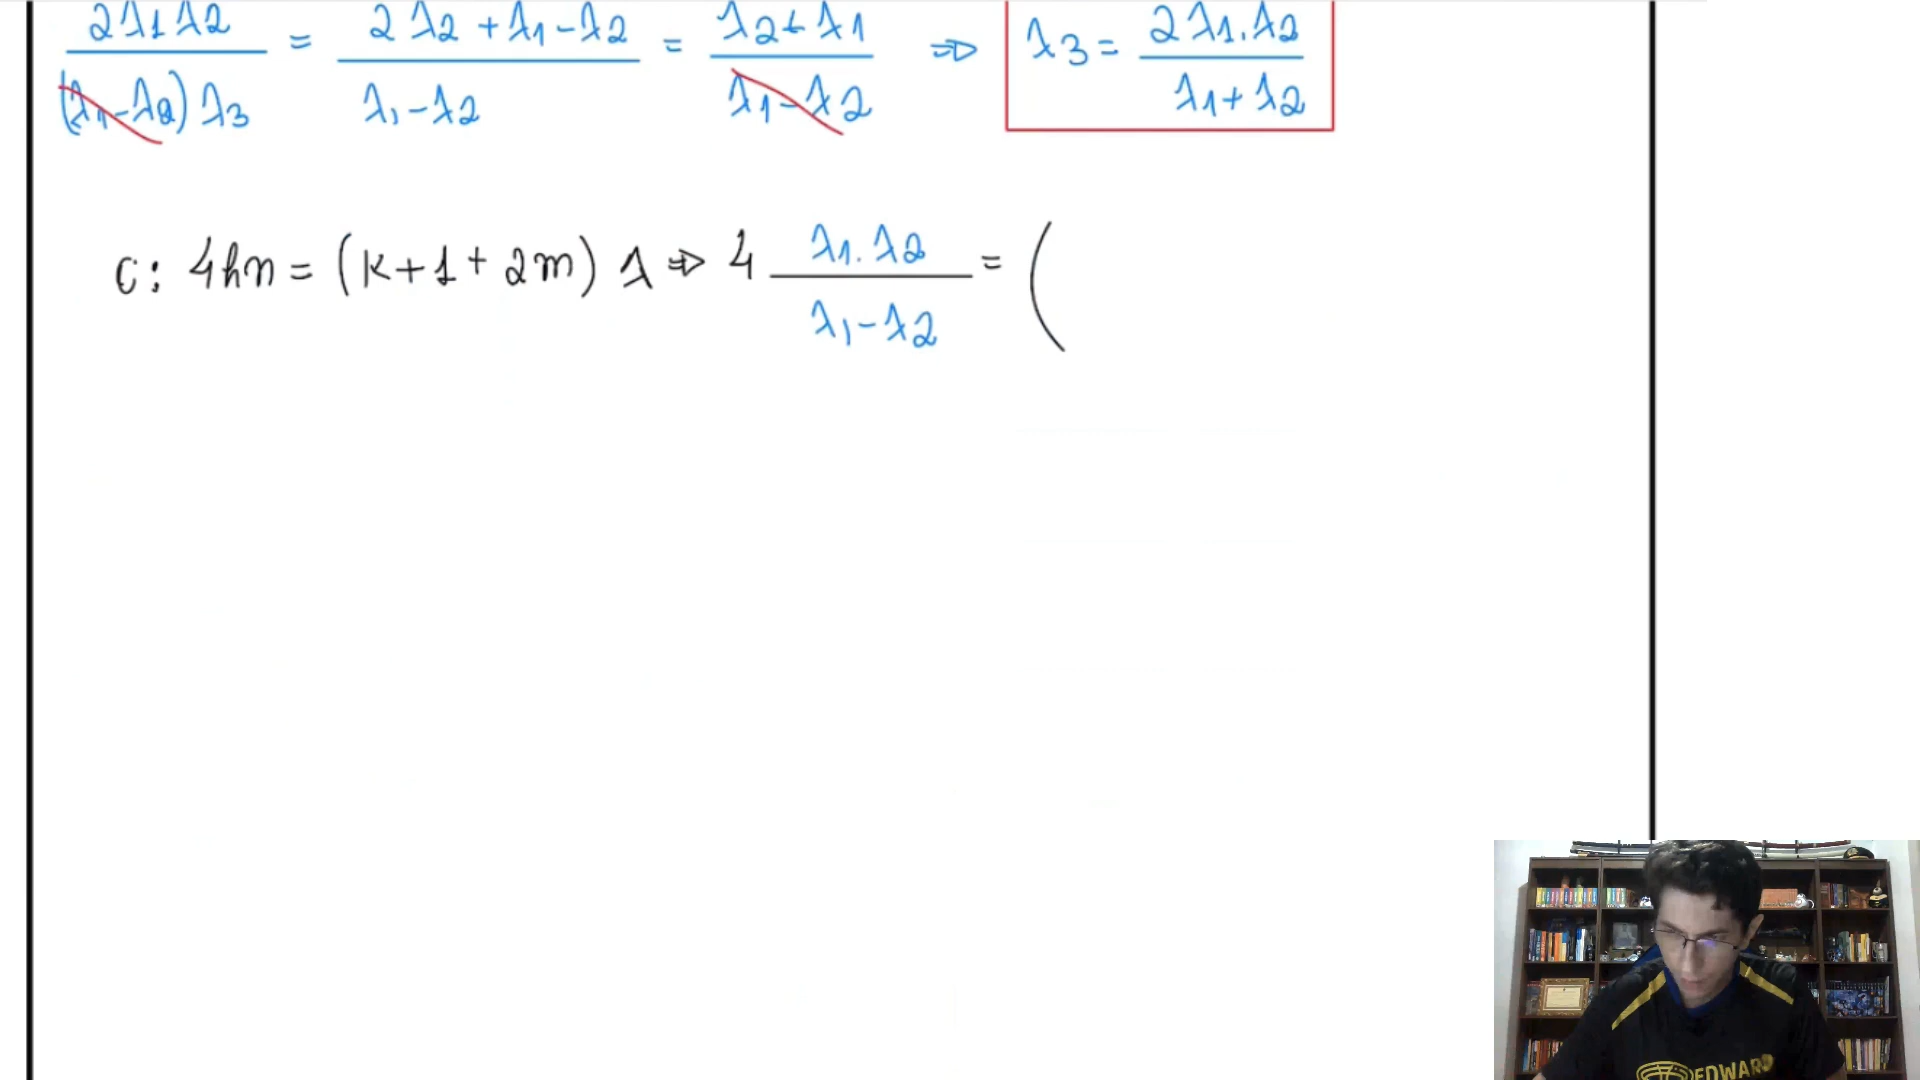 2λ1λ2 / (λ1-λ2) λ3 = 2λ2 + λ1-λ2 / λ1-λ2 = λ2+λ1 / λ1-λ2 ⇒ λ3 = 2λ1.λ2 / λ1+λ2
C: 4hn = (k+1+2m) λ ⇒ 4 λ1.λ2 / λ1-λ2 = (
EDWARD